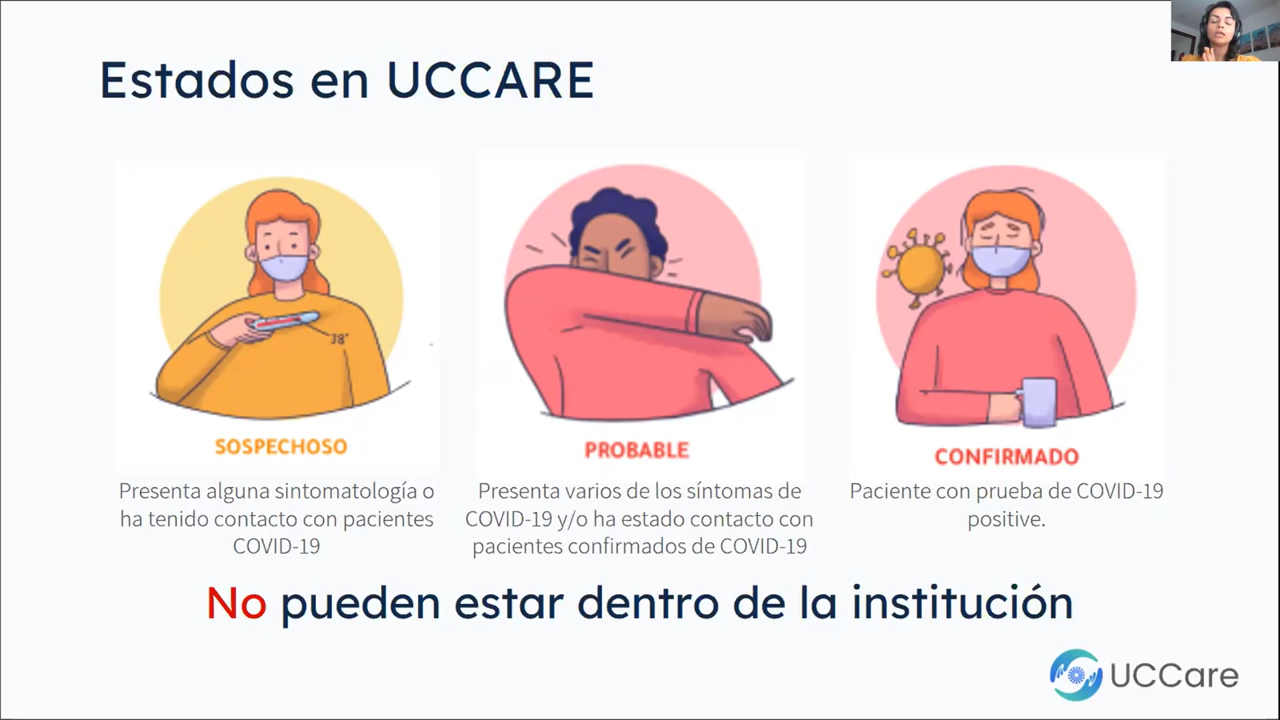 Estados en UCCARE
38°
SOSPECHOSO
Presenta alguna sintomatología o
ha tenido contacto con pacientes
COVID-19
PROBABLE
Presenta varios de los síntomas de
COVID-19 y/o ha estado contacto con
pacientes confirmados de COVID-19
CONFIRMADO
Paciente con prueba de COVID-19
positive.
No pueden estar dentro de la institución
UCCare